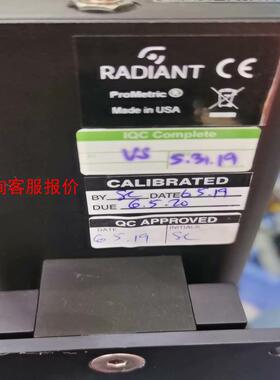 RADIANT CE
ProMetric ®
Made in USA
IQC Complete
VS 5.31.19
询客服报价
CALIBRATED
BY SC DATE 6.5.19
DUE 6.5.20
QC APPROVED
DATE INITIALS
6.5.19 SC